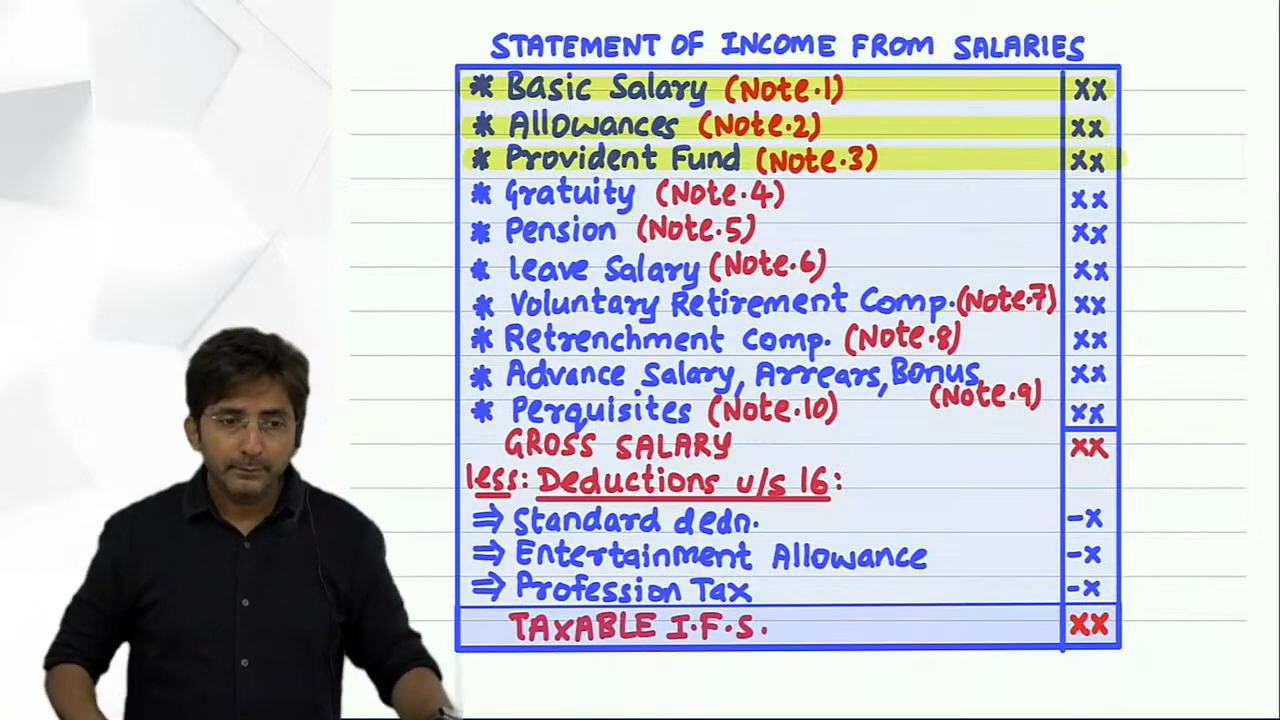 STATEMENT OF INCOME FROM SALARIES
* Basic Salary (Note.1) xx
* Allowances (Note.2) xx
* Provident Fund (Note.3) xx
* Gratuity (Note.4) xx
* Pension (Note.5) xx
* Leave Salary (Note.6) xx
* Voluntary Retirement Comp. (Note.7) xx
* Retrenchment Comp. (Note.8) xx
* Advance Salary, Arrears, Bonus (Note.9) xx
* Perquisites (Note.10) xx
GROSS SALARY xx
less: Deductions u/s 16:
⇒ Standard dedn. -x
⇒ Entertainment Allowance -x
⇒ Profession Tax -x
TAXABLE I.F.S. xx